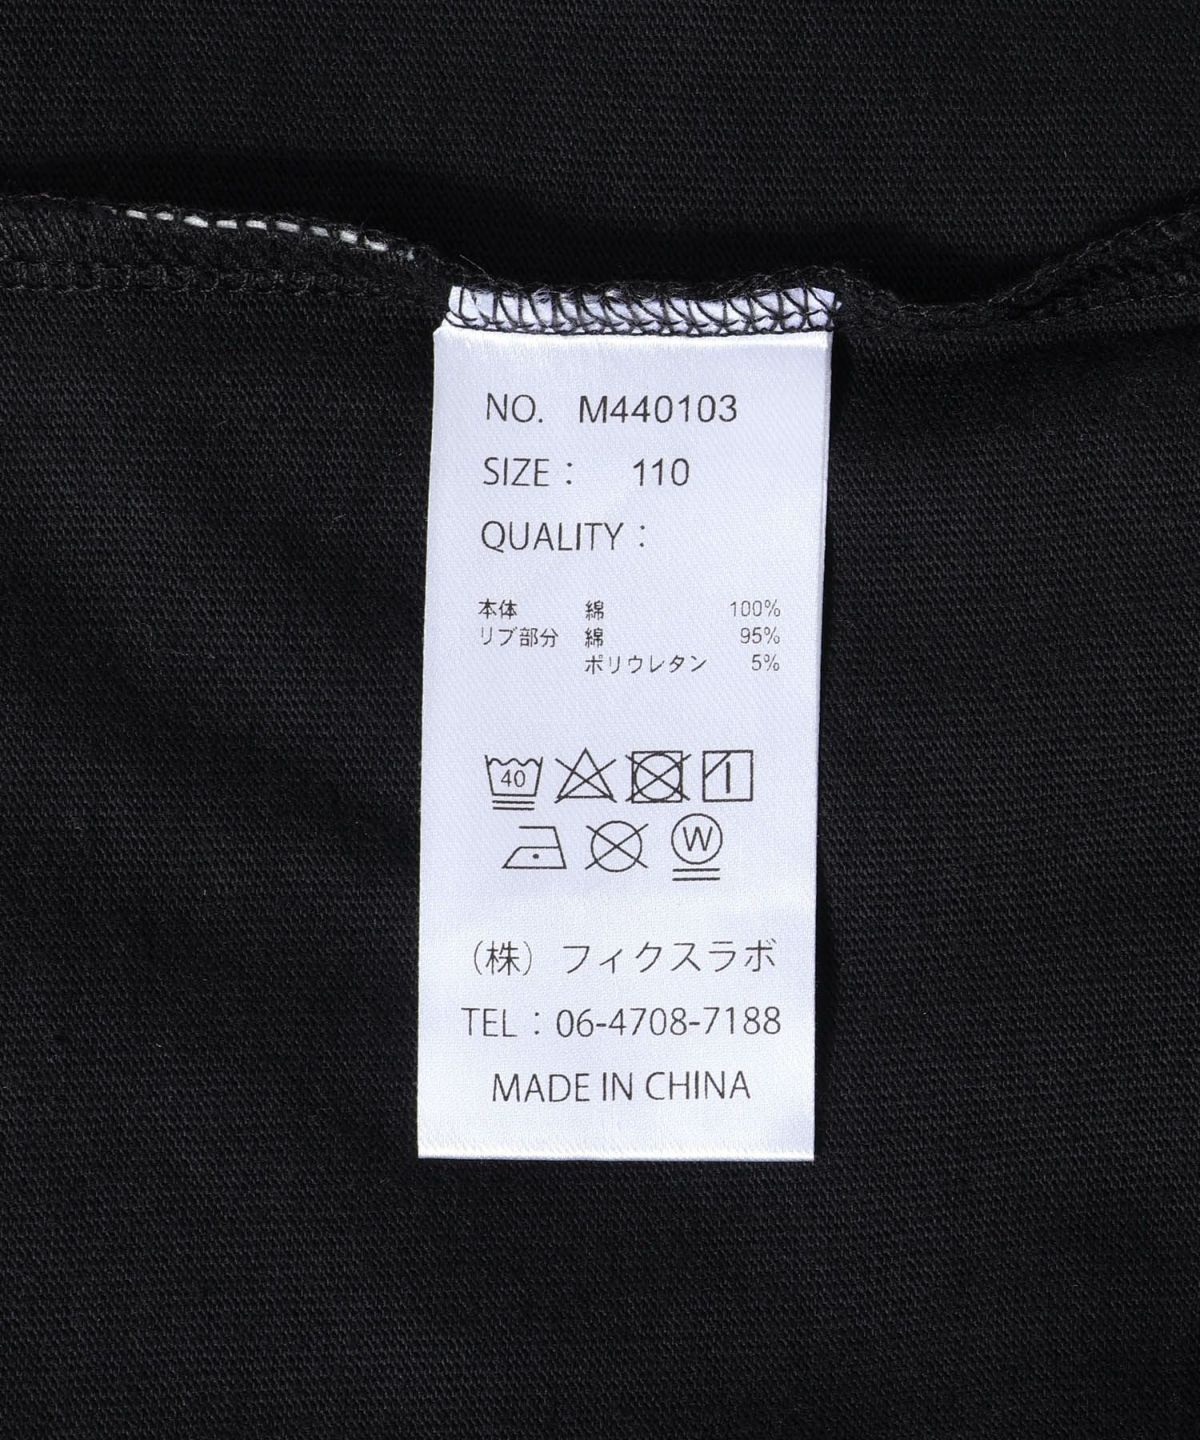 NO. M440103
SIZE： 110
QUALITY：
本体 綿 100%
リブ部分 綿 95%
ポリウレタン 5%
40
W
（株）フィクスラボ
TEL：06-4708-7188
MADE IN CHINA